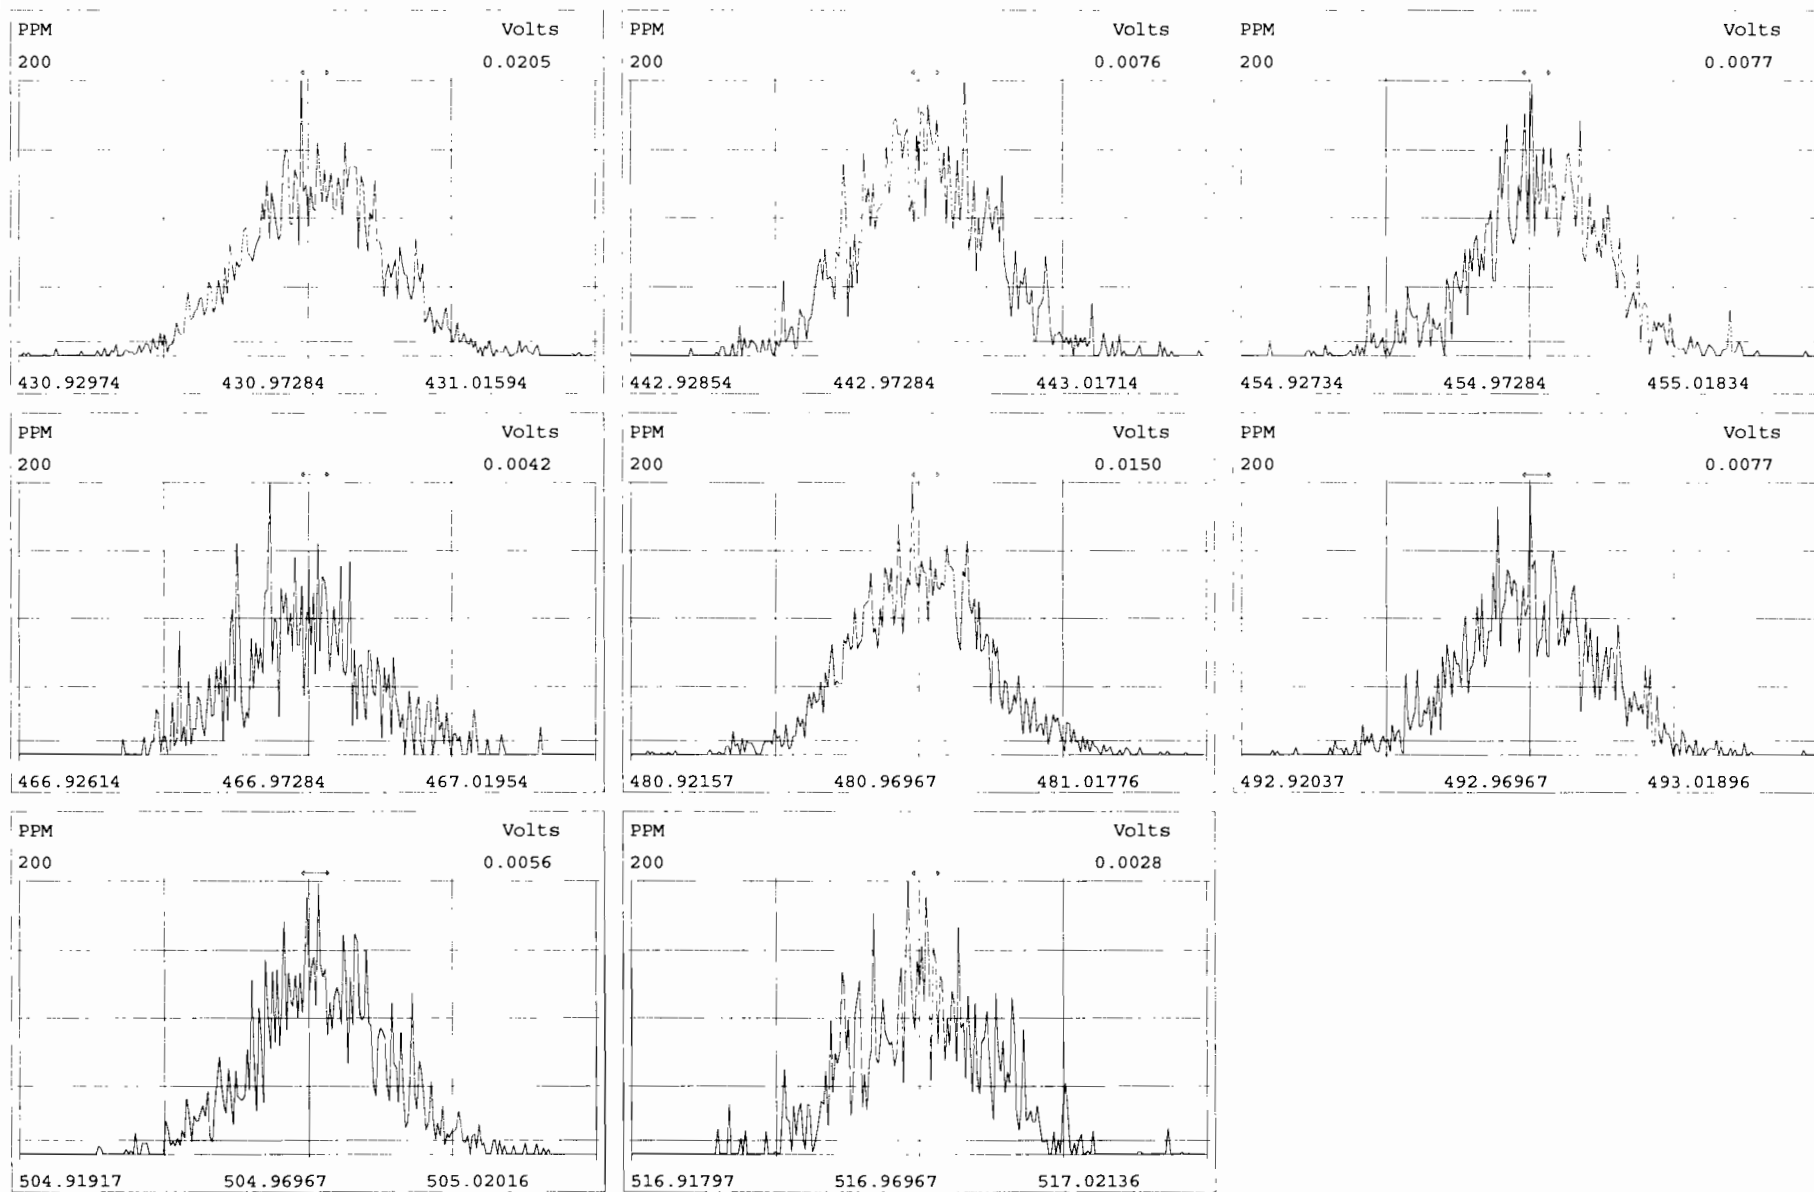 PPM Volts
200 0.0205
430.92974 430.97284 431.01594
PPM Volts
200 0.0076
442.92854 442.97284 443.01714
PPM Volts
200 0.0077
454.92734 454.97284 455.01834
PPM Volts
200 0.0042
466.92614 466.97284 467.01954
PPM Volts
200 0.0150
480.92157 480.96967 481.01776
PPM Volts
200 0.0077
492.92037 492.96967 493.01896
PPM Volts
200 0.0056
504.91917 504.96967 505.02016
PPM Volts
200 0.0028
516.91797 516.96967 517.02136